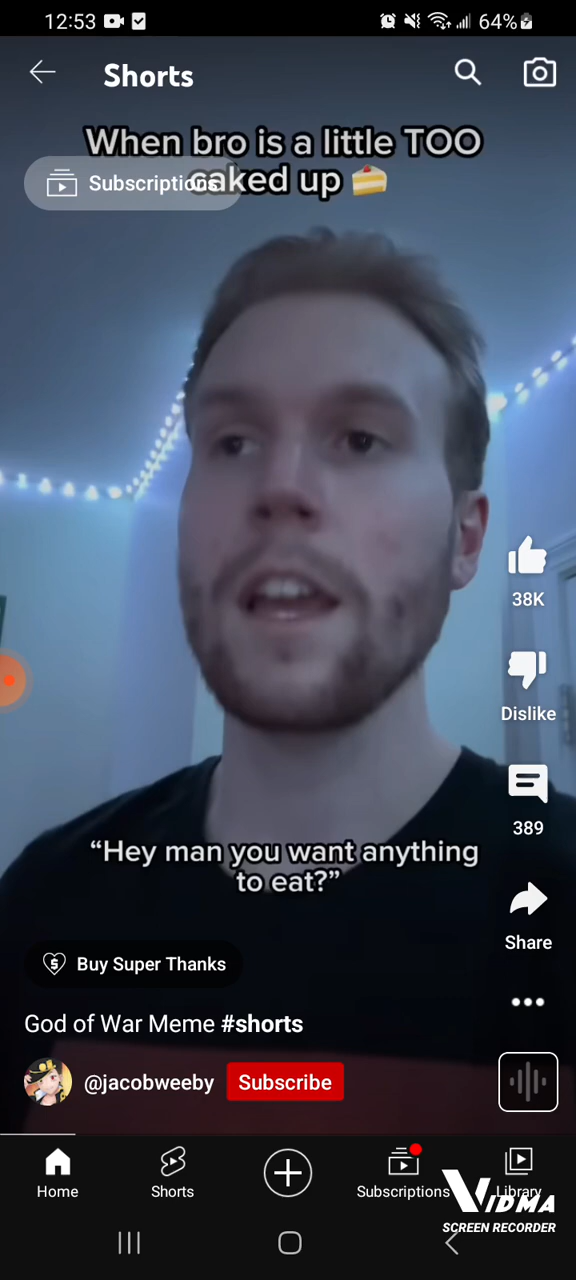 12:53
64%
Shorts
When bro is a little TOO
caked up 🍰
Subscriptions
38K
Dislike
389
"Hey man you want anything
to eat?"
Share
Buy Super Thanks
God of War Meme #shorts
@jacobweeby
Subscribe
Home
Shorts
Subscriptions
Library
VIDMA
SCREEN RECORDER